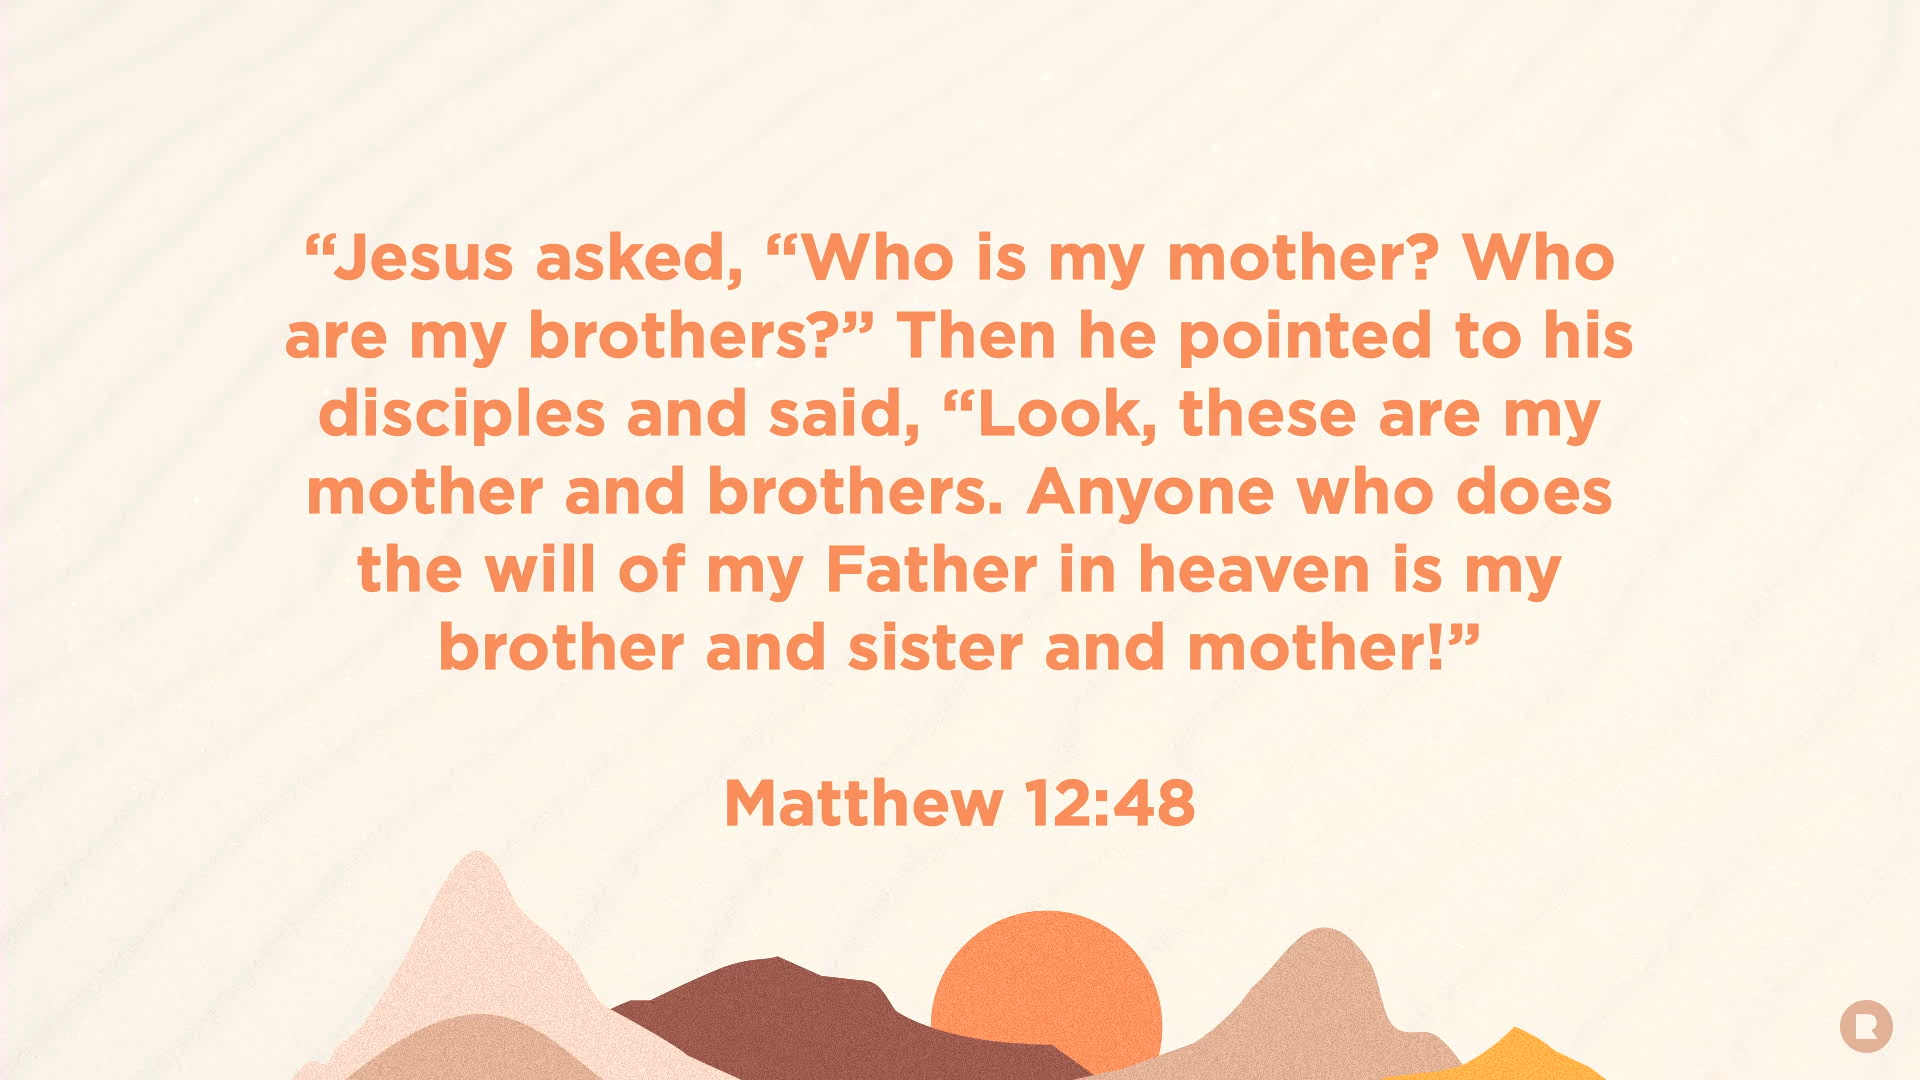 “Jesus asked, “Who is my mother? Who
are my brothers?” Then he pointed to his
disciples and said, “Look, these are my
mother and brothers. Anyone who does
the will of my Father in heaven is my
brother and sister and mother!”
Matthew 12:48
R